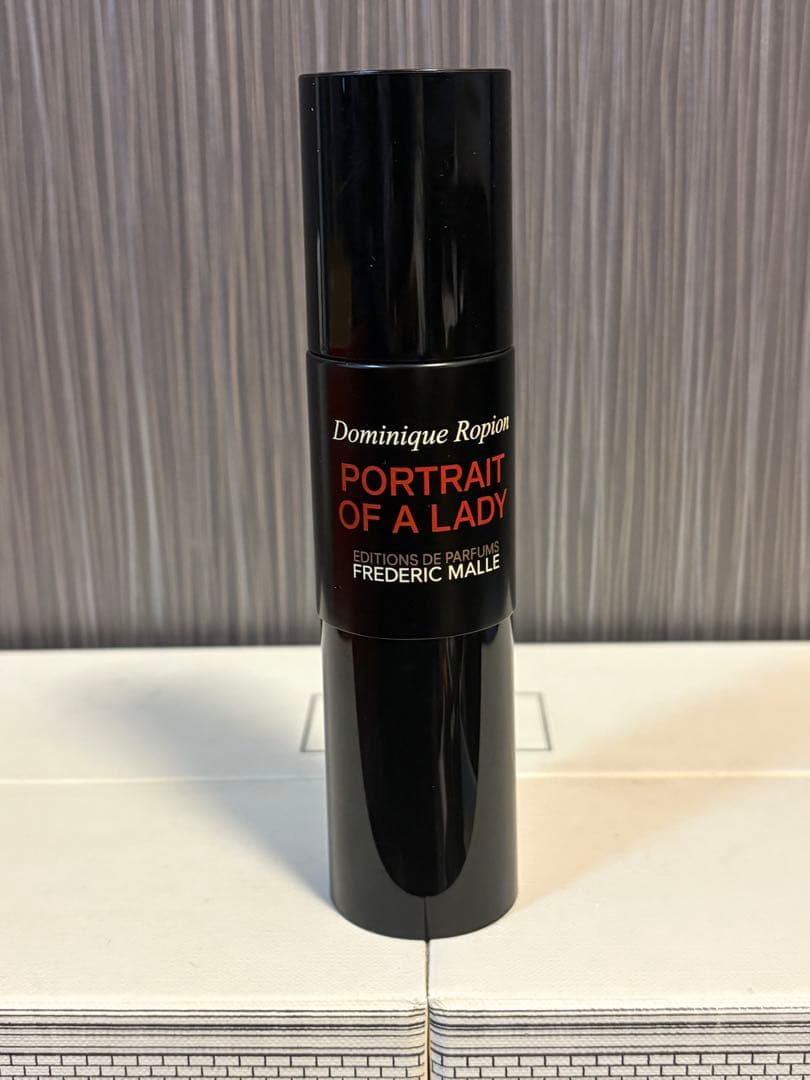 Dominique Ropion
PORTRAIT
OF A LADY
EDITIONS DE PARFUMS
FREDERIC MALLE